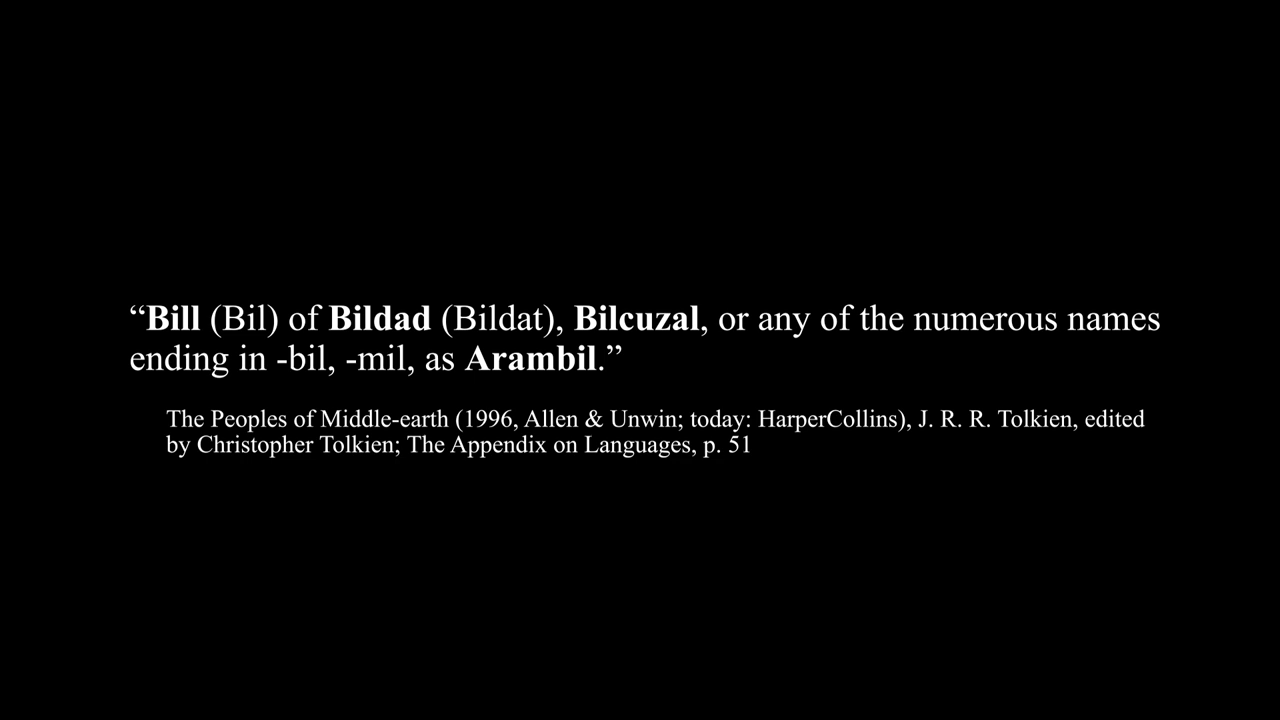 “Bill (Bil) of Bildad (Bildat), Bilcuzal, or any of the numerous names
ending in -bil, -mil, as Arambil.”
The Peoples of Middle-earth (1996, Allen & Unwin; today: HarperCollins), J. R. R. Tolkien, edited
by Christopher Tolkien; The Appendix on Languages, p. 51